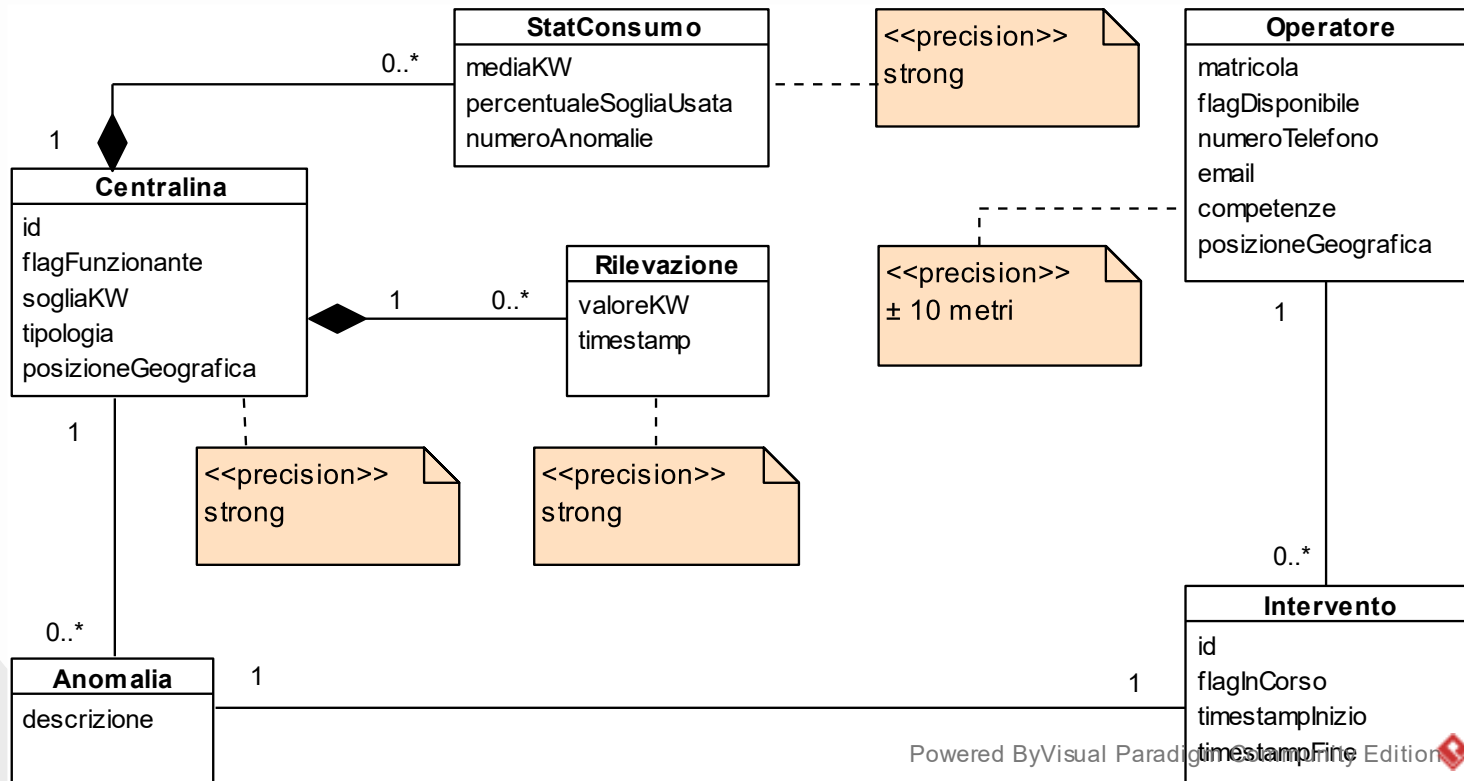 StatConsumo
mediaKW
percentualeSogliaUsata
numeroAnomalie
<<precision>>
strong
Operatore
matricola
flagDisponibile
numeroTelefono
email
competenze
posizioneGeografica
0..*
1
Centralina
id
flagFunzionante
sogliaKW
tipologia
posizioneGeografica
1
0..*
Rilevazione
valoreKW
timestamp
<<precision>>
± 10 metri
1
1
<<precision>>
strong
<<precision>>
strong
0..*
0..*
Anomalia
descrizione
1
1
Intervento
id
flagInCorso
timestampInizio
timestampFine
Powered ByVisual Paradigm Community Edition